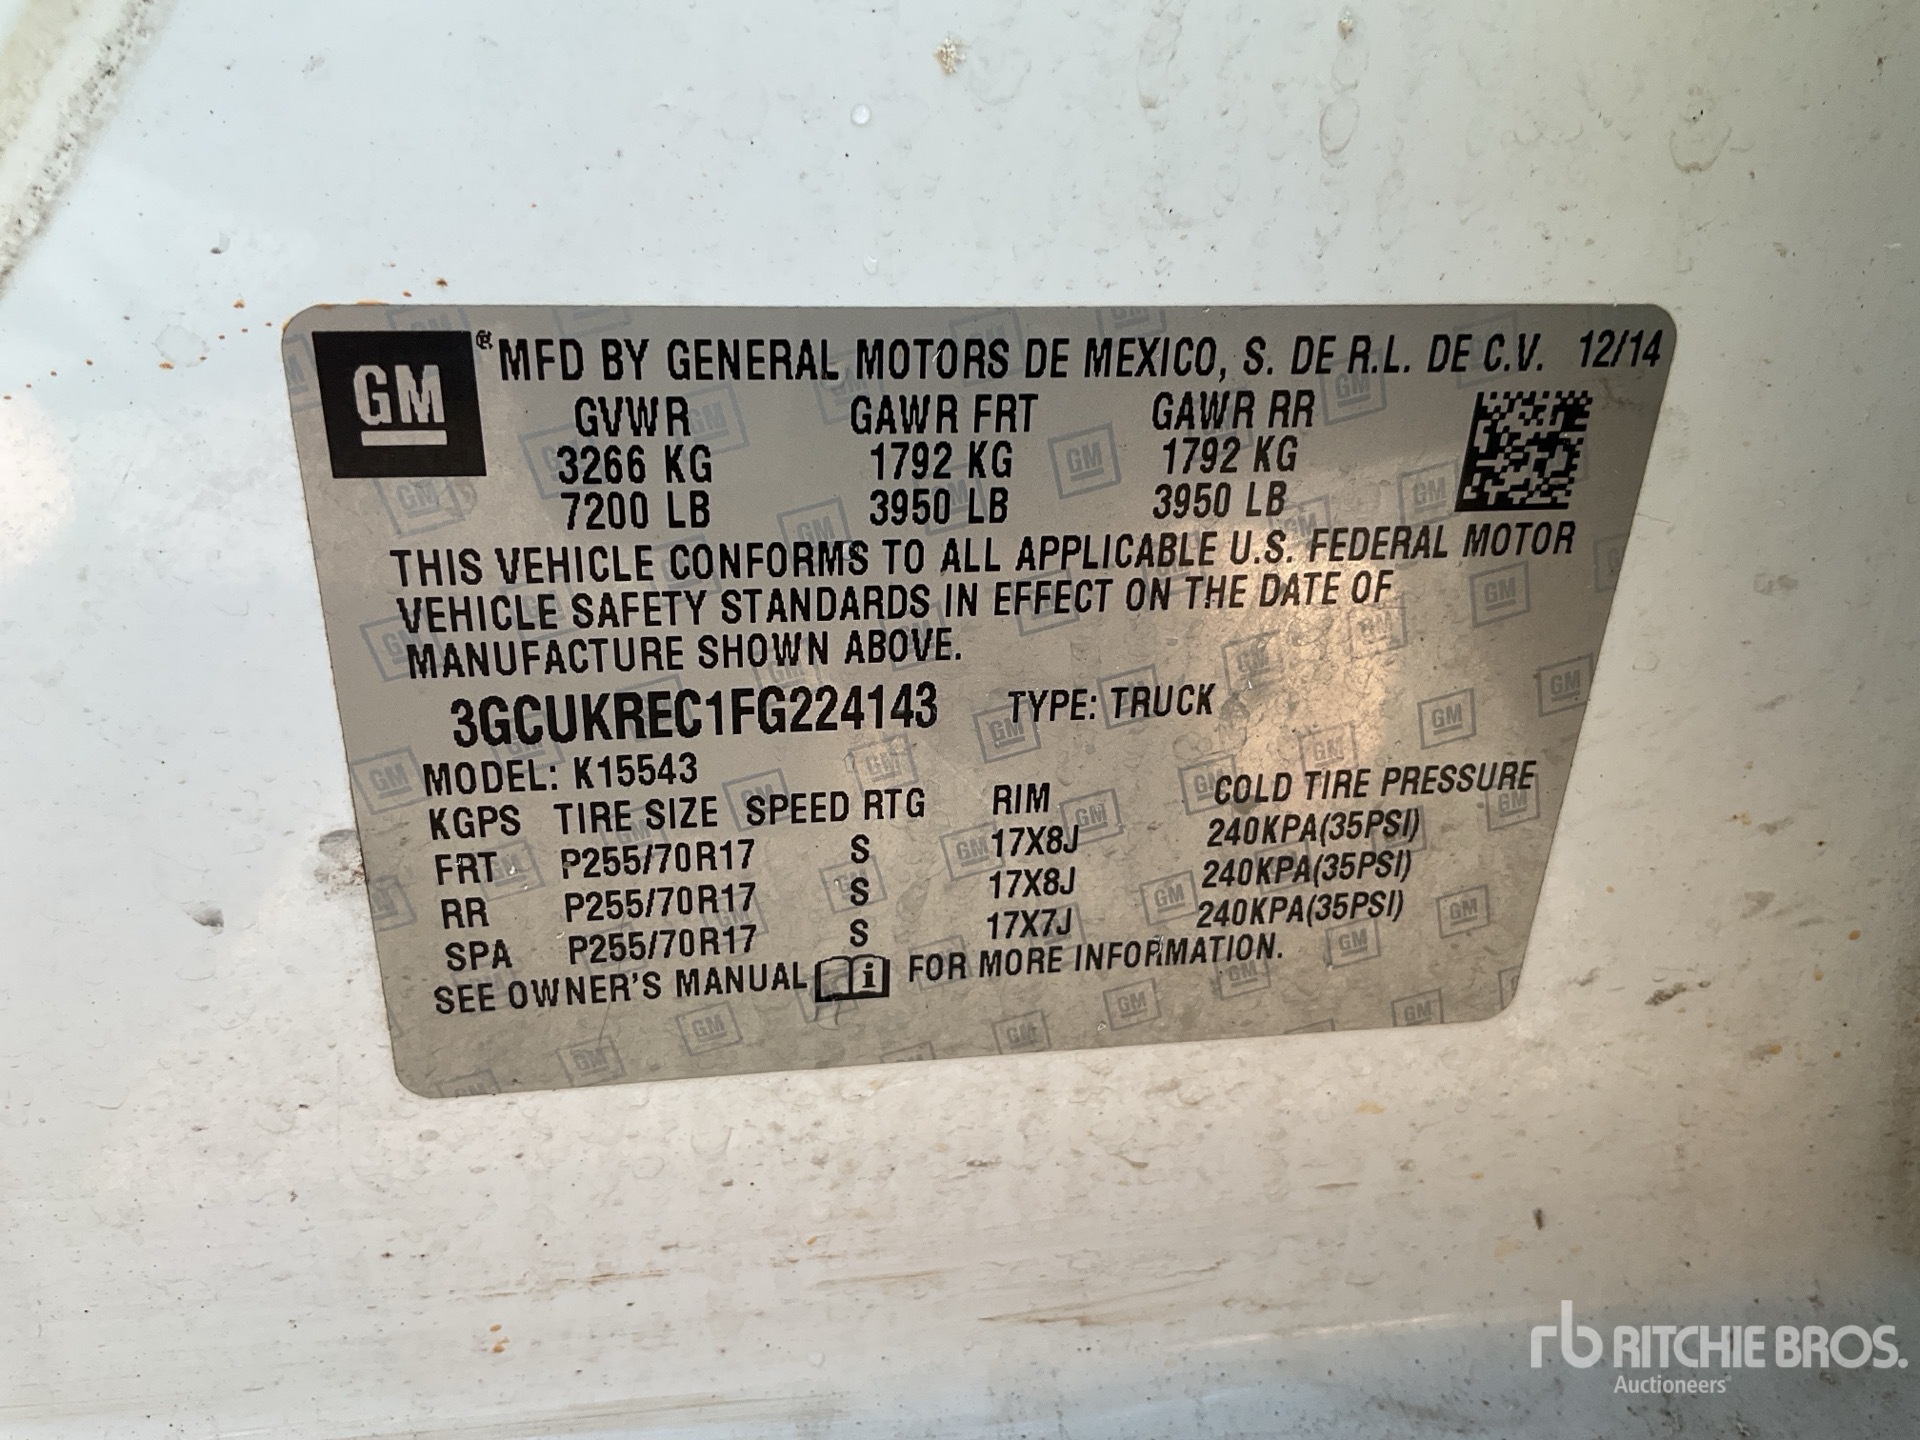 GM
® MFD BY GENERAL MOTORS DE MEXICO, S. DE R.L. DE C.V. 12/14
GVWR GAWR FRT GAWR RR
3266 KG 1792 KG 1792 KG
7200 LB 3950 LB 3950 LB
THIS VEHICLE CONFORMS TO ALL APPLICABLE U.S. FEDERAL MOTOR
VEHICLE SAFETY STANDARDS IN EFFECT ON THE DATE OF
MANUFACTURE SHOWN ABOVE.
3GCUKREC1FG224143 TYPE: TRUCK
MODEL: K15543
KGPS TIRE SIZE SPEED RTG RIM COLD TIRE PRESSURE
FRT P255/70R17 S 17X8J 240KPA(35PSI)
RR P255/70R17 S 17X8J 240KPA(35PSI)
SPA P255/70R17 S 17X7J 240KPA(35PSI)
SEE OWNER'S MANUAL i FOR MORE INFORMATION.
rb RITCHIE BROS.
Auctioneers